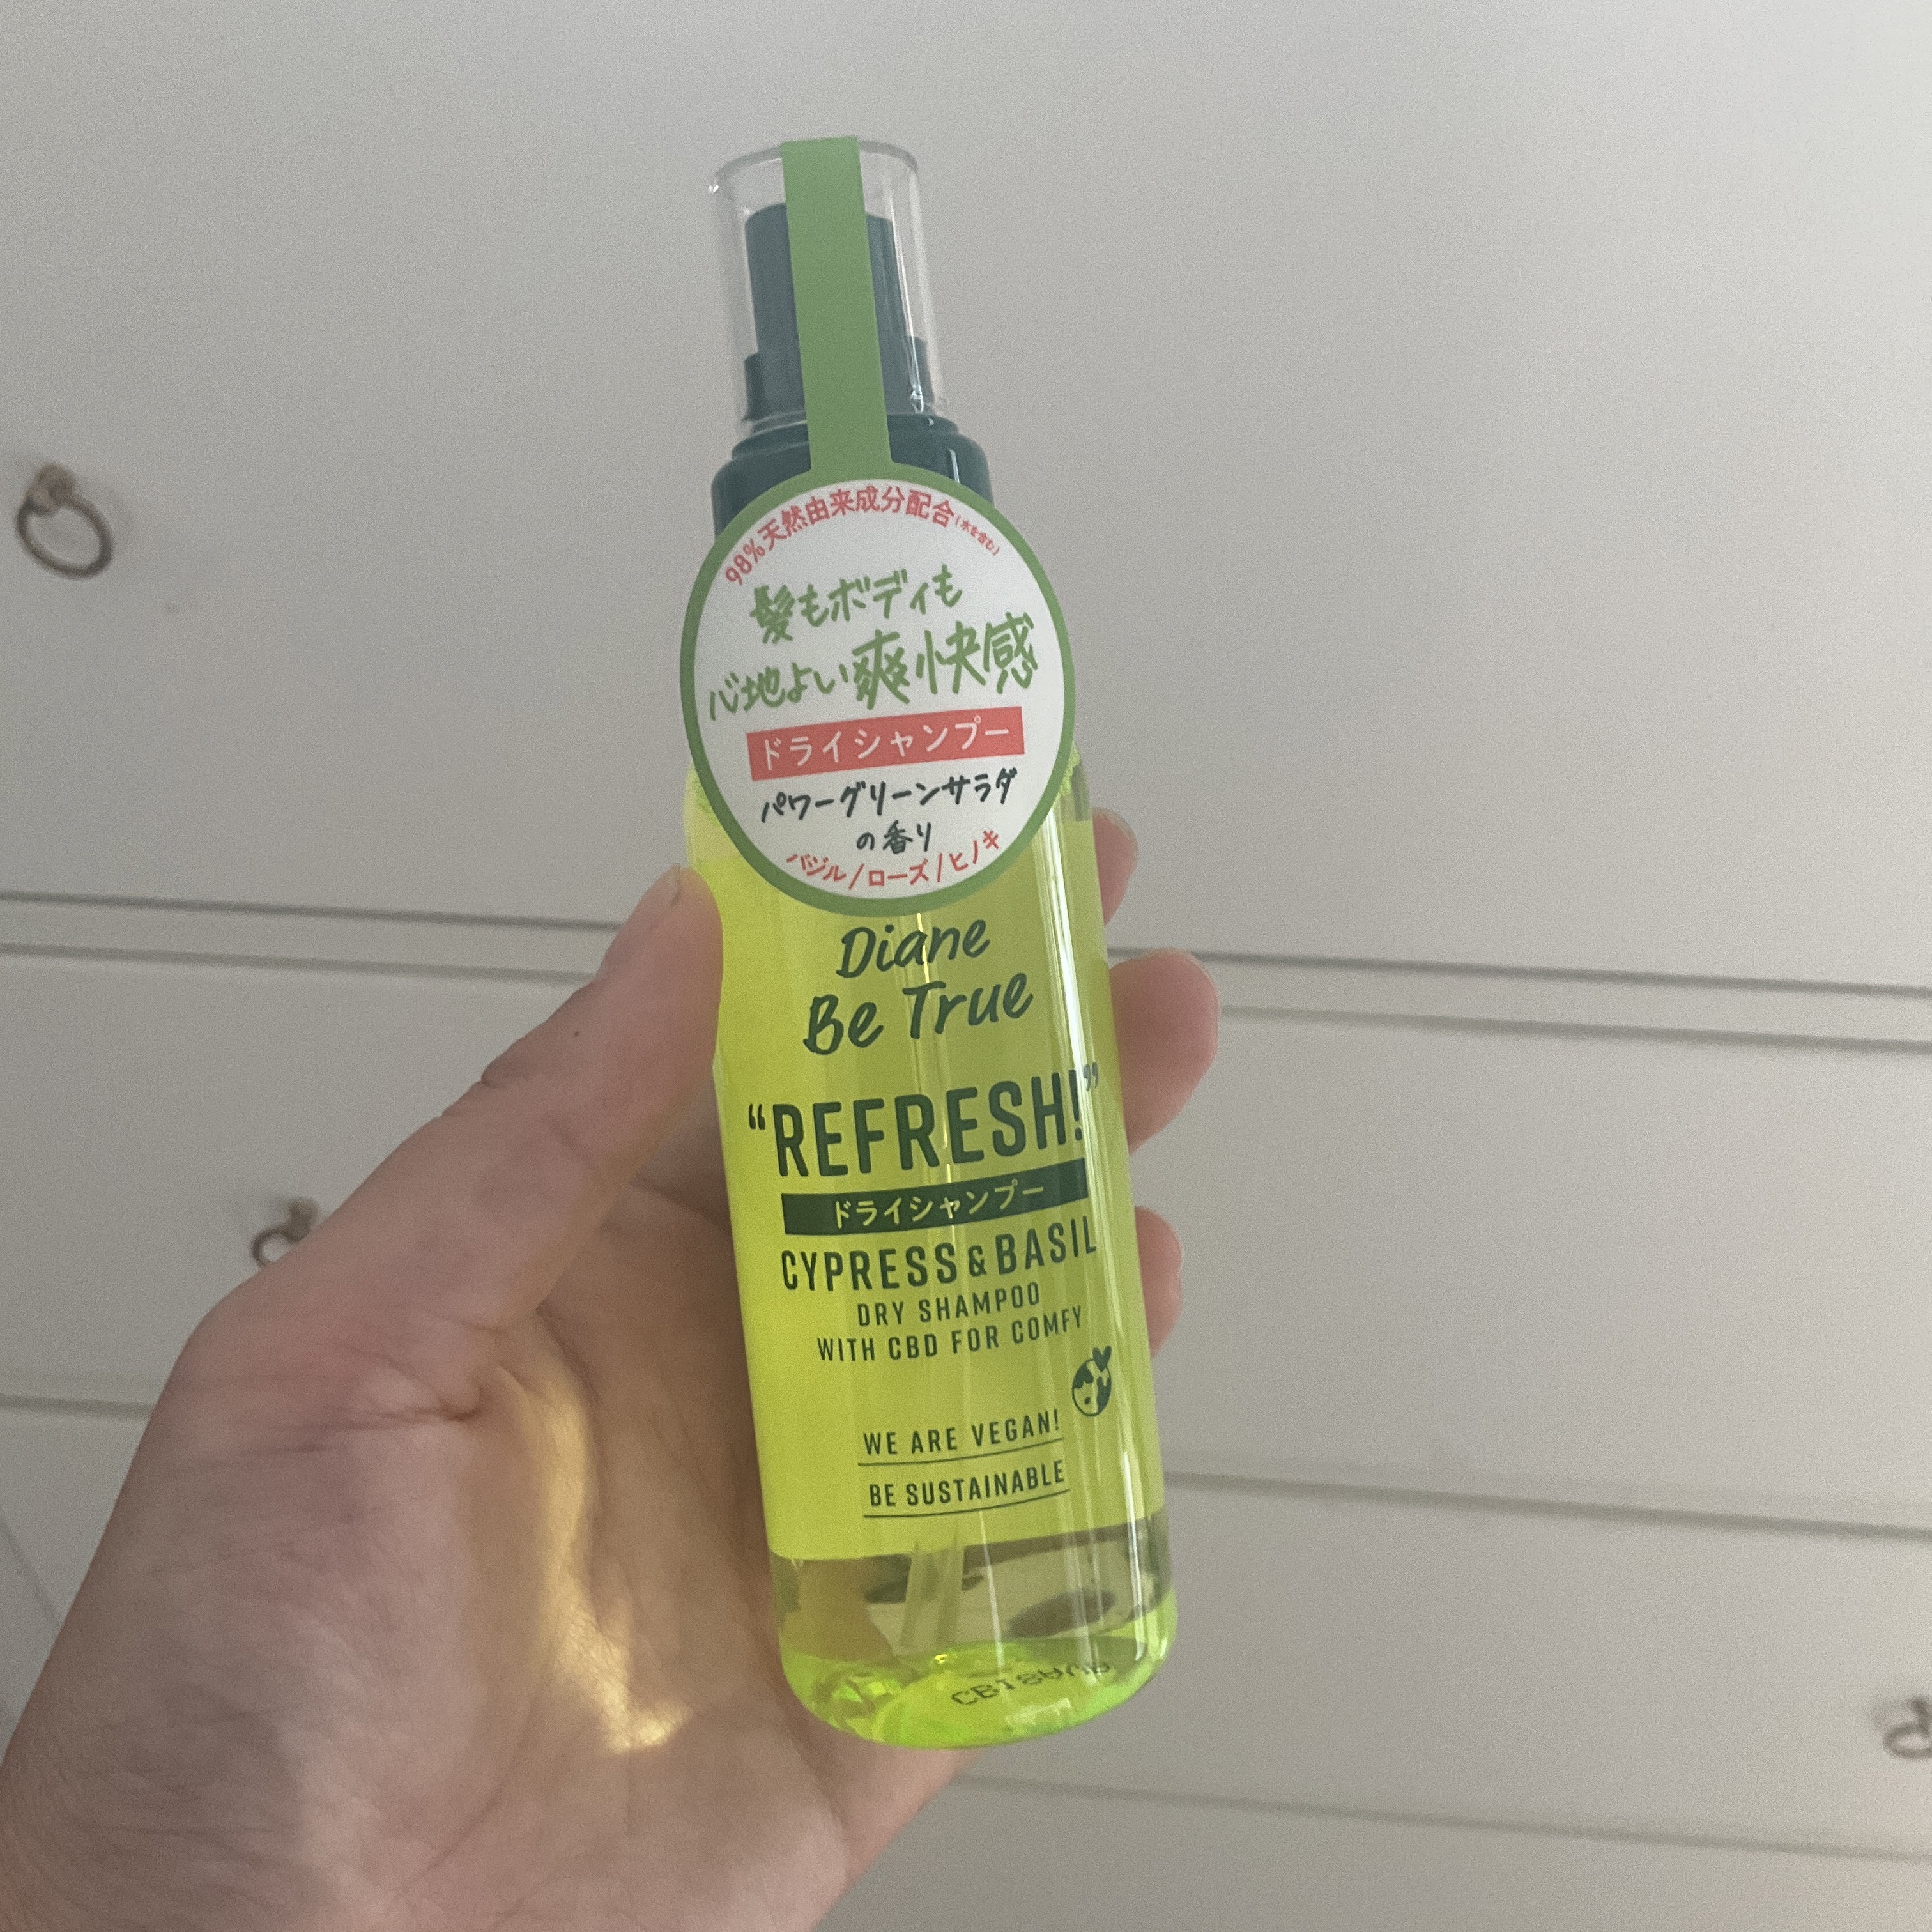 98%天然由来成分配合(水を含む)
髪もボディも
心地よい爽快感
ドライシャンプー
パワーグリーンサラダ
の香り
バジル/ローズ/ヒノキ
Diane
Be True
"REFRESH!"
ドライシャンプー
CYPRESS & BASIL
DRY SHAMPOO
WITH CBD FOR COMFY
WE ARE VEGAN!
BE SUSTAINABLE